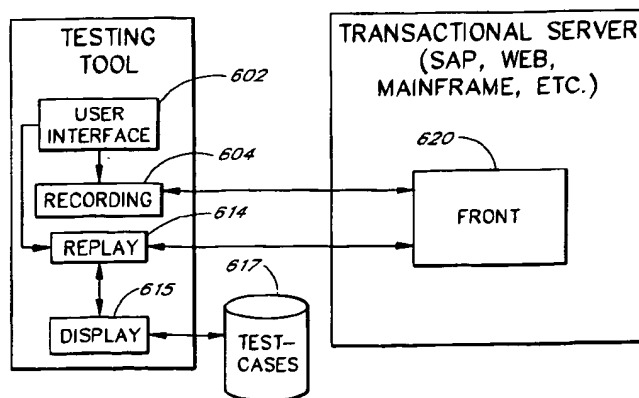 TESTING
TOOL
602
USER
INTERFACE
604
RECORDING
614
REPLAY
615
DISPLAY
617
TEST-
CASES
TRANSACTIONAL SERVER
(SAP, WEB,
MAINFRAME, ETC.)
620
FRONT